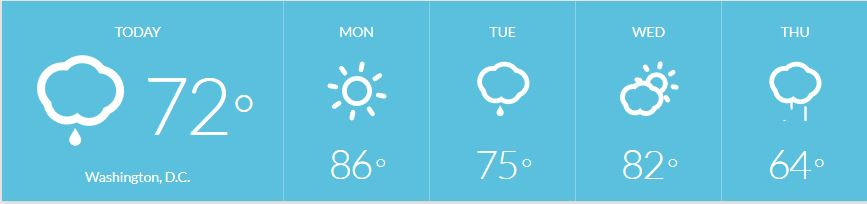 TODAY
72°
Washington, D.C.
MON
86°
TUE
75°
WED
82°
THU
64°